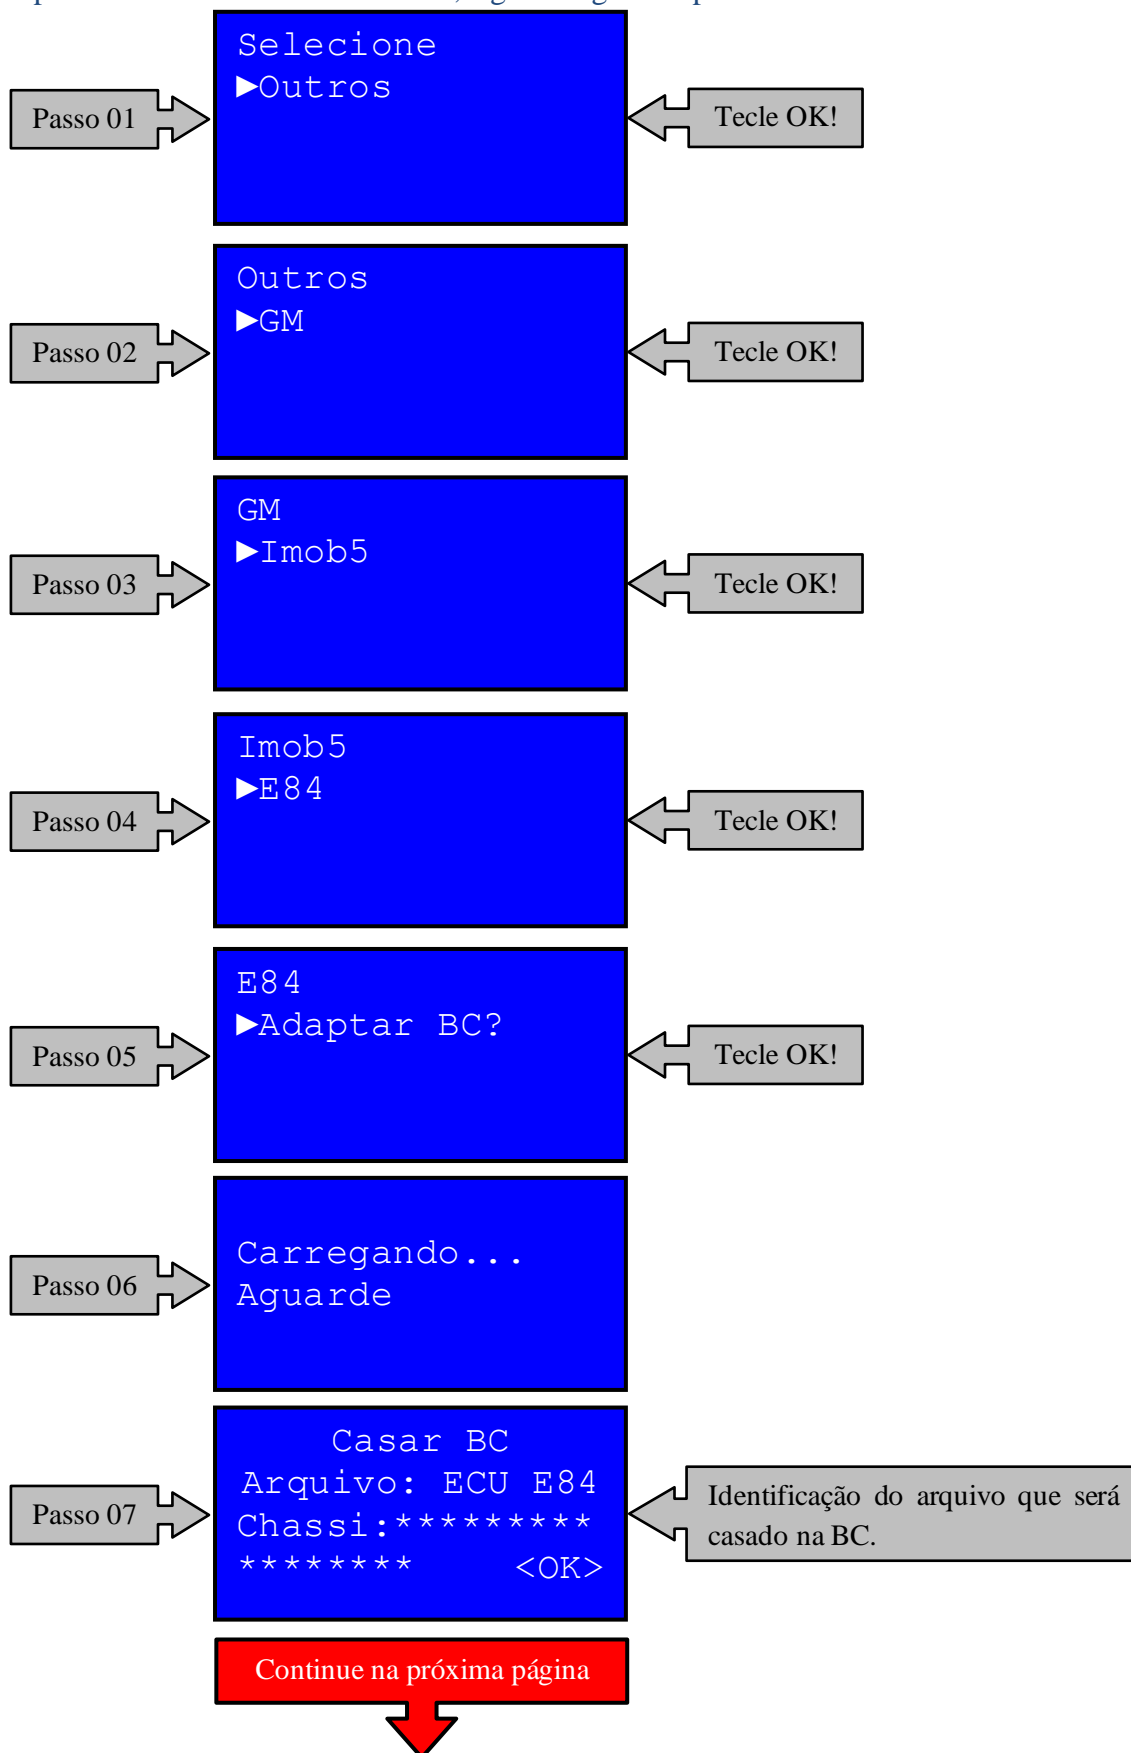 Selecione
►Outros
Passo 01
Tecle OK!
Outros
►GM
Passo 02
Tecle OK!
GM
►Imob5
Passo 03
Tecle OK!
Imob5
►E84
Passo 04
Tecle OK!
E84
►Adaptar BC?
Passo 05
Tecle OK!
Carregando...
Aguarde
Passo 06
Casar BC
Arquivo: ECU E84
Chassi:*********
******** <OK>
Passo 07
Identificação do arquivo que será
casado na BC.
Continue na próxima página